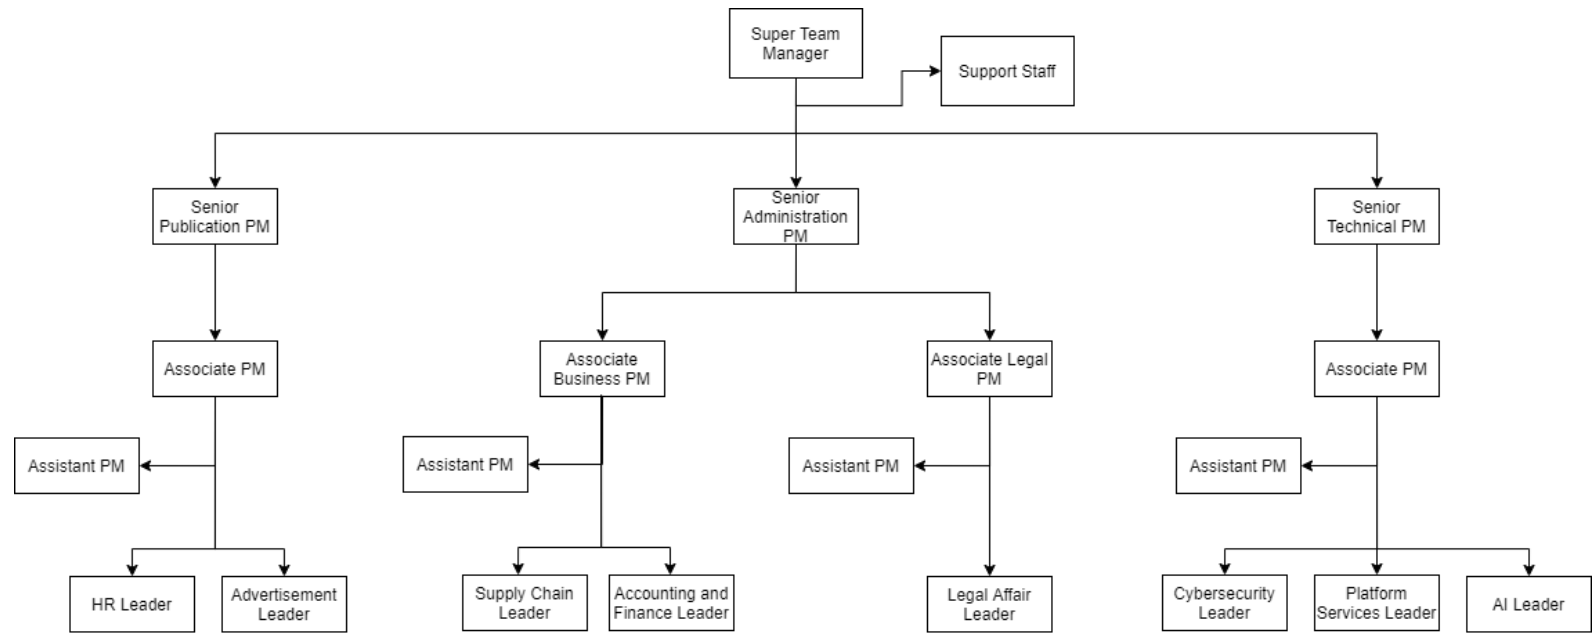 Super Team
Manager
Support Staff
Senior
Publication PM
Senior
Administration
PM
Senior
Technical PM
Associate PM
Associate
Business PM
Associate Legal
PM
Associate PM
Assistant PM
Assistant PM
Assistant PM
Assistant PM
HR Leader
Advertisement
Leader
Supply Chain
Leader
Accounting and
Finance Leader
Legal Affair
Leader
Cybersecurity
Leader
Platform
Services Leader
AI Leader